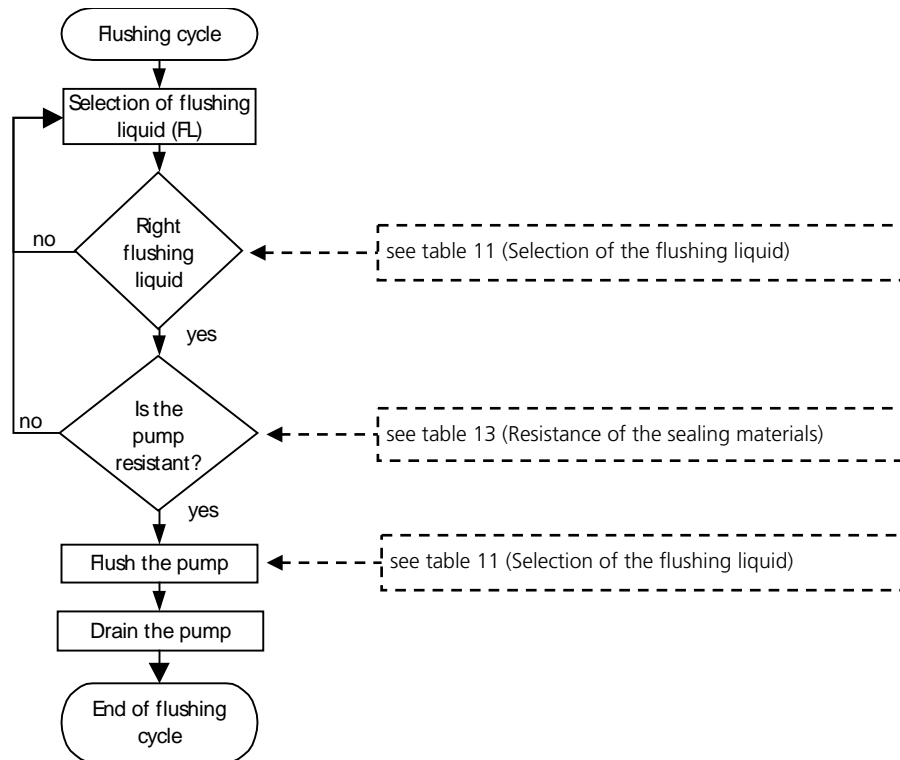 Flushing cycle
Selection of flushing
liquid (FL)
Right
flushing
liquid
no
see table 11 (Selection of the flushing liquid)
yes
Is the
pump
resistant?
no
see table 13 (Resistance of the sealing materials)
yes
Flush the pump
see table 11 (Selection of the flushing liquid)
Drain the pump
End of flushing
cycle